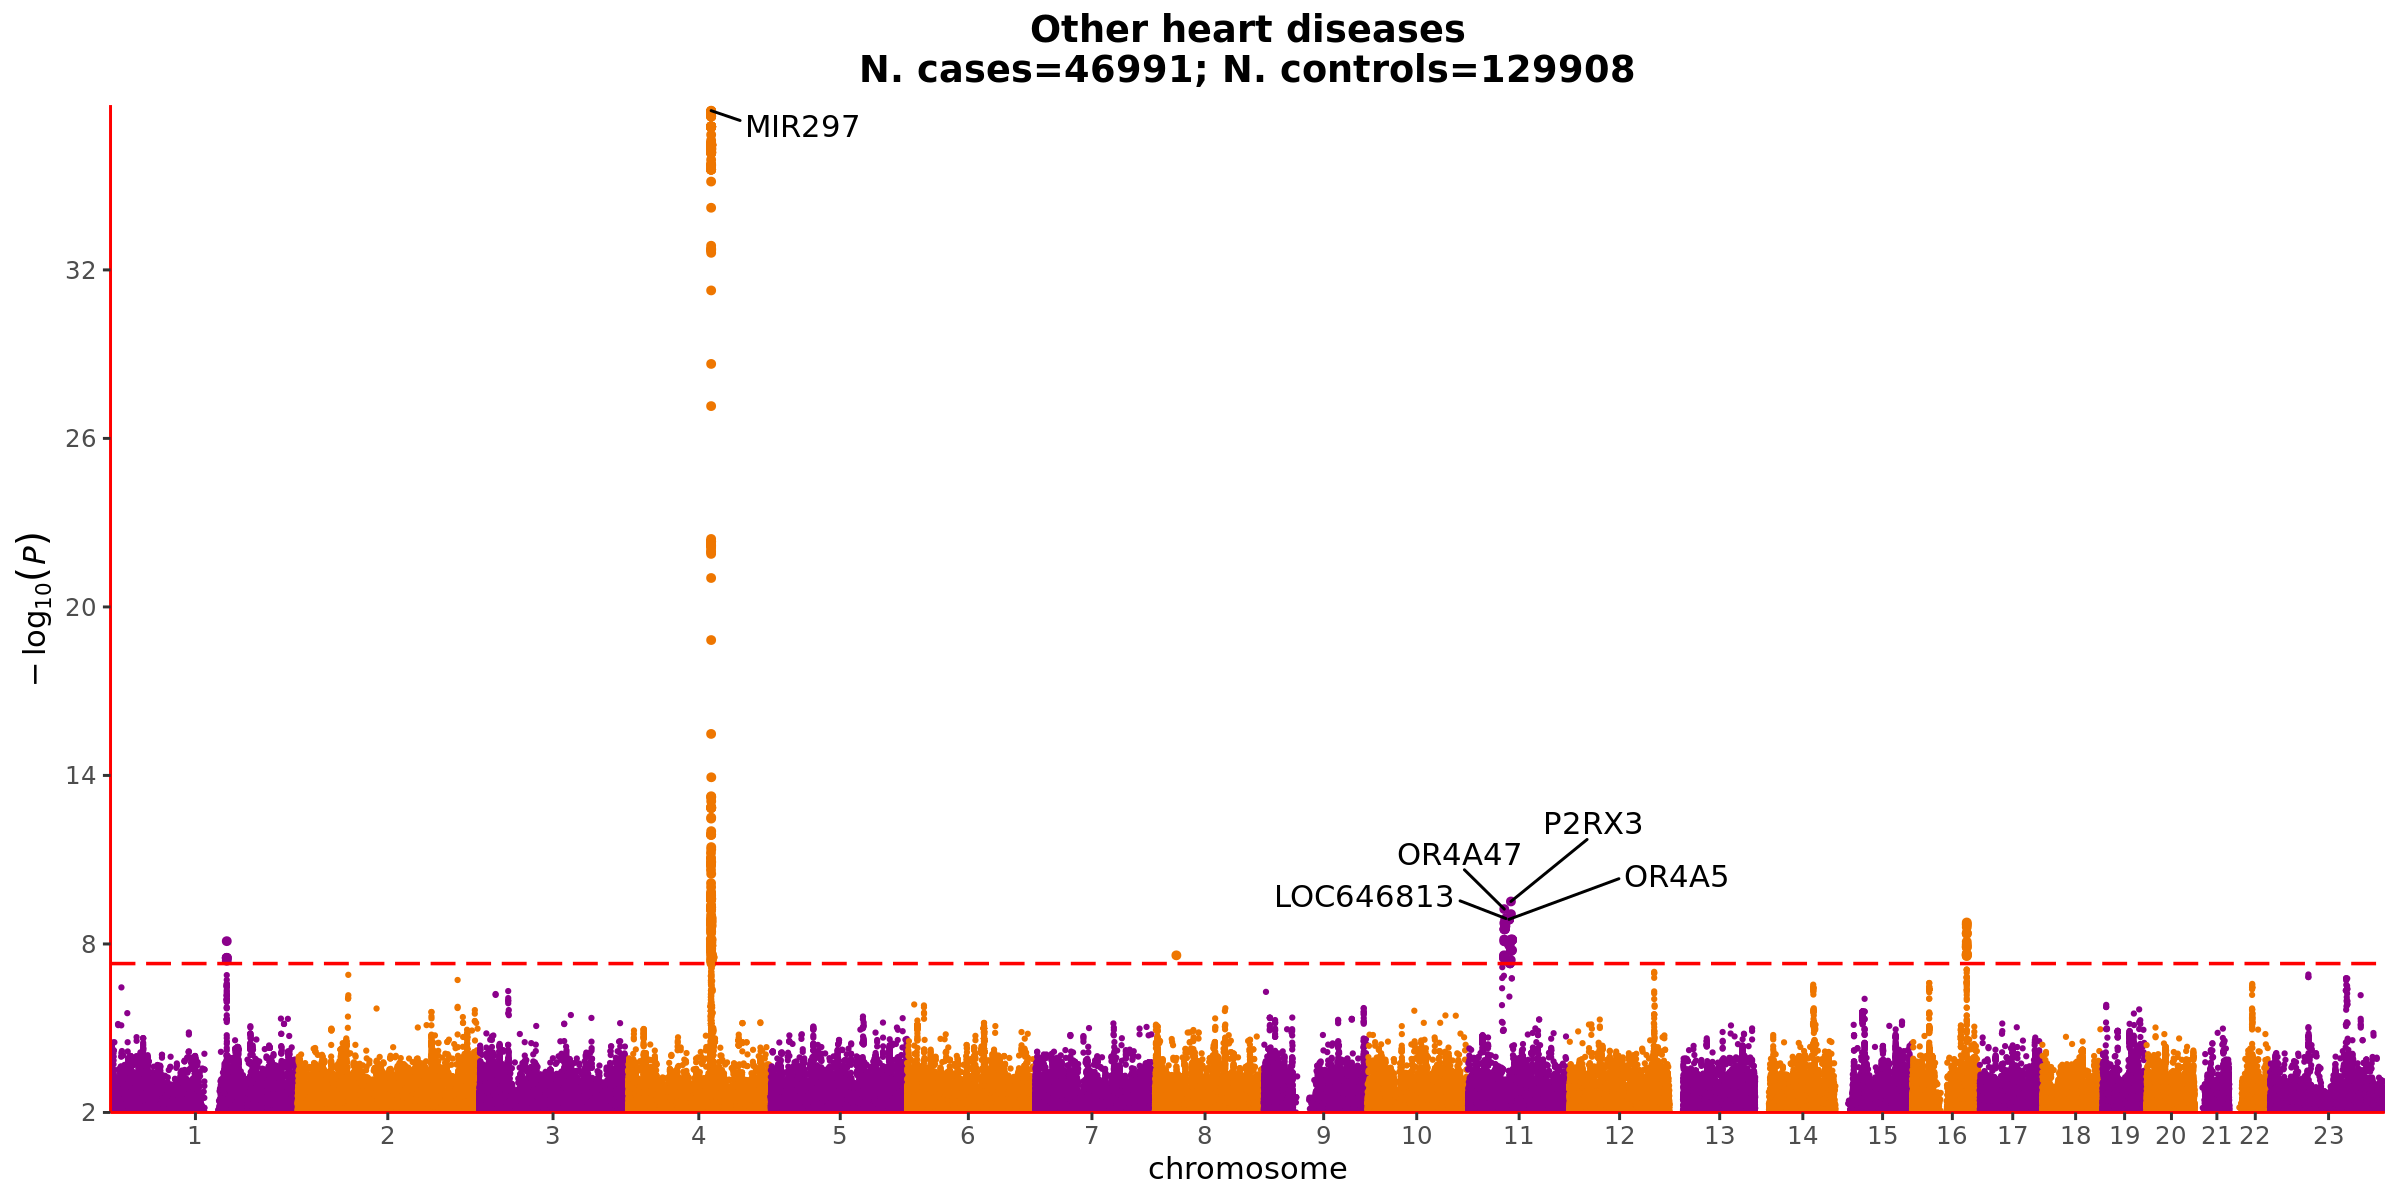 Other heart diseases
N. cases=46991; N. controls=129908
MIR297
P2RX3
OR4A47
OR4A5
LOC646813
− log10(P)
32
26
20
14
8
2
1 2 3 4 5 6 7 8 9 10 11 12 13 14 15 16 17 18 19 20 21 22 23
chromosome